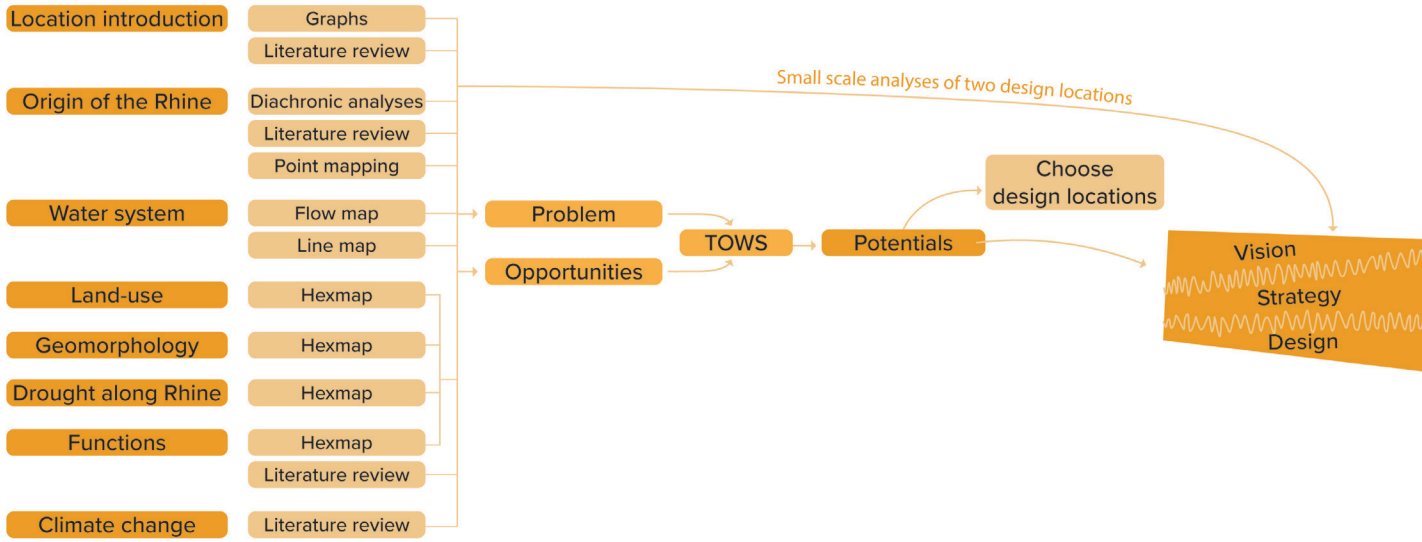 Location introduction
Graphs
Literature review
Origin of the Rhine
Diachronic analyses
Literature review
Point mapping
Water system
Flow map
Line map
Land-use
Hexmap
Geomorphology
Hexmap
Drought along Rhine
Hexmap
Functions
Hexmap
Literature review
Climate change
Literature review
Problem
Opportunities
TOWS
Potentials
Choose
design locations
Small scale analyses of two design locations
Vision
Strategy
Design